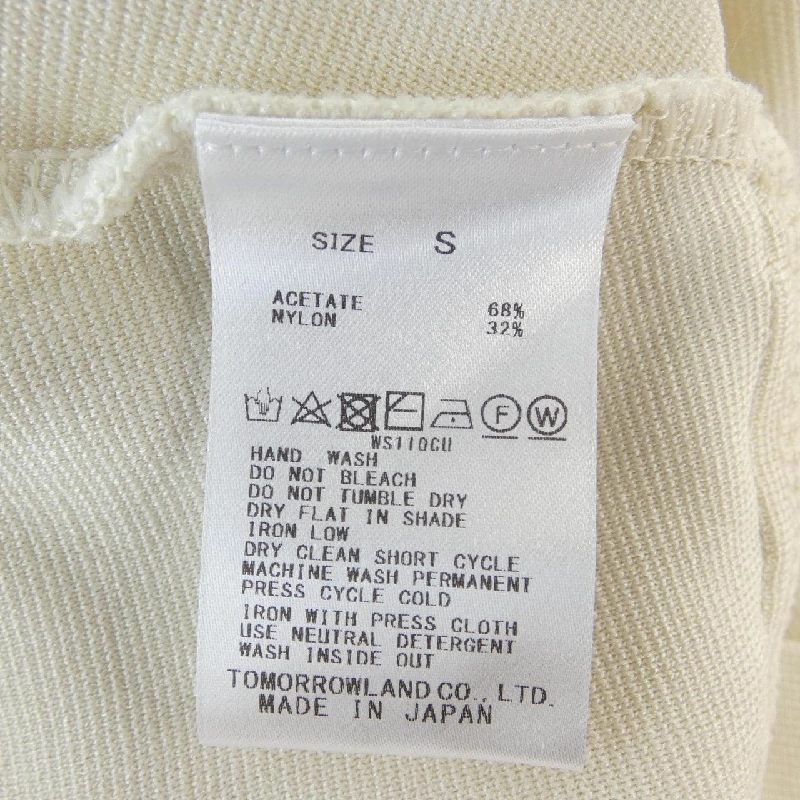 SIZE S
ACETATE 68%
NYLON 32%
F W
WS110CU
HAND WASH
DO NOT BLEACH
DO NOT TUMBLE DRY
DRY FLAT IN SHADE
IRON LOW
DRY CLEAN SHORT CYCLE
MACHINE WASH PERMANENT
PRESS CYCLE COLD
IRON WITH PRESS CLOTH
USE NEUTRAL DETERGENT
WASH INSIDE OUT
TOMORROWLAND CO., LTD.
MADE IN JAPAN